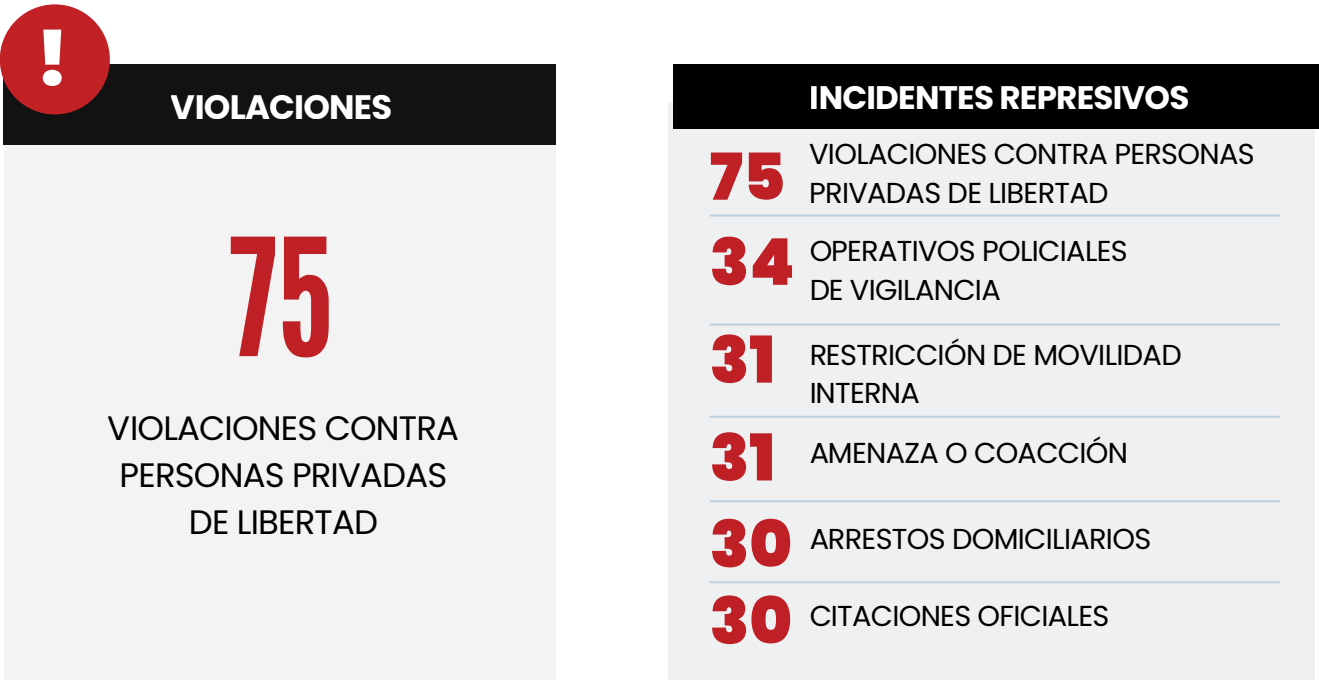 !
VIOLACIONES
75
VIOLACIONES CONTRA
PERSONAS PRIVADAS
DE LIBERTAD
INCIDENTES REPRESIVOS
75 VIOLACIONES CONTRA PERSONAS
PRIVADAS DE LIBERTAD
34 OPERATIVOS POLICIALES
DE VIGILANCIA
31 RESTRICCIÓN DE MOVILIDAD
INTERNA
31 AMENAZA O COACCIÓN
30 ARRESTOS DOMICILIARIOS
30 CITACIONES OFICIALES